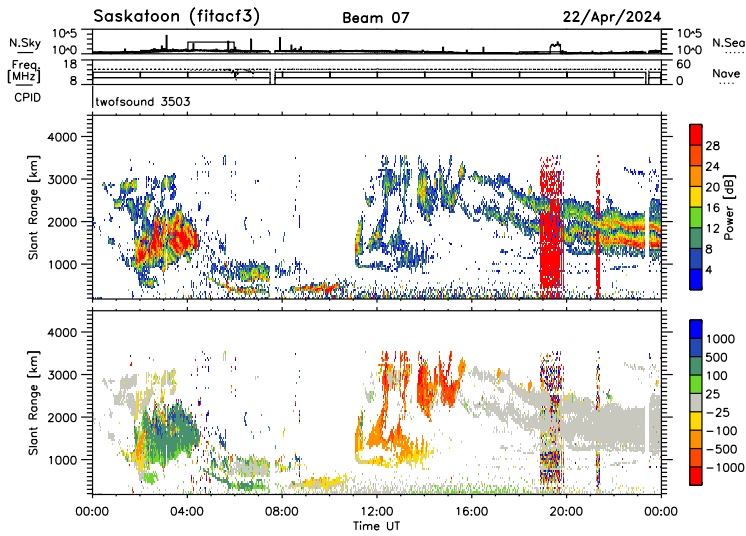 Saskatoon (fitacf3) Beam 07 22/Apr/2024
10±5 10±5
N.Sky N.Sea
10±0 10±0
Freq. 18 60
[MHz] 8 0 Nave
CPID twofsound 3503
4000
3000
2000
1000
Slant Range [km]
28
24
20
16
12
8
4
Power [dB]
4000
3000
2000
1000
Slant Range [km]
1000
500
100
25
-25
-100
-500
-1000
00:00 04:00 08:00 12:00 16:00 20:00 00:00
Time UT